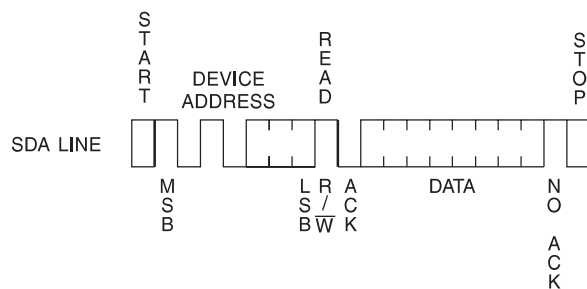 START
DEVICE
ADDRESS
READ
STOP
SDA LINE
MSB
LSB
R/W
ACK
DATA
NO ACK